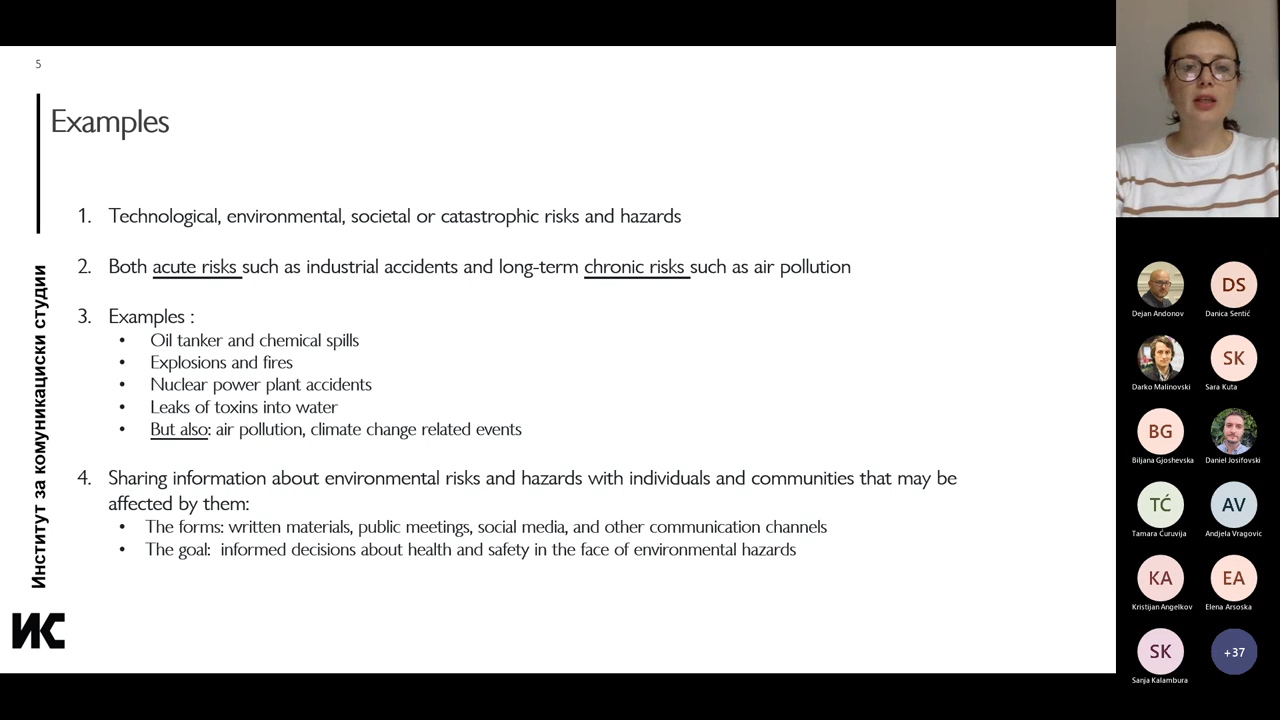 5
Examples
1. Technological, environmental, societal or catastrophic risks and hazards
2. Both acute risks such as industrial accidents and long-term chronic risks such as air pollution
3. Examples :
• Oil tanker and chemical spills
• Explosions and fires
• Nuclear power plant accidents
• Leaks of toxins into water
• But also: air pollution, climate change related events
4. Sharing information about environmental risks and hazards with individuals and communities that may be
affected by them:
• The forms: written materials, public meetings, social media, and other communication channels
• The goal: informed decisions about health and safety in the face of environmental hazards
Институт за комуникациски студии
ИС
Dejan Andonov
DS
Danica Sentić
Darko Malinovski
SK
Sara Kuta
BG
Biljana Gjoshevska
Daniel Josifovski
TĆ
Tamara Ćuruvija
AV
Andjela Vragovic
KA
Kristijan Angelkov
EA
Elena Arsoska
SK
Sanja Kalambura
+37